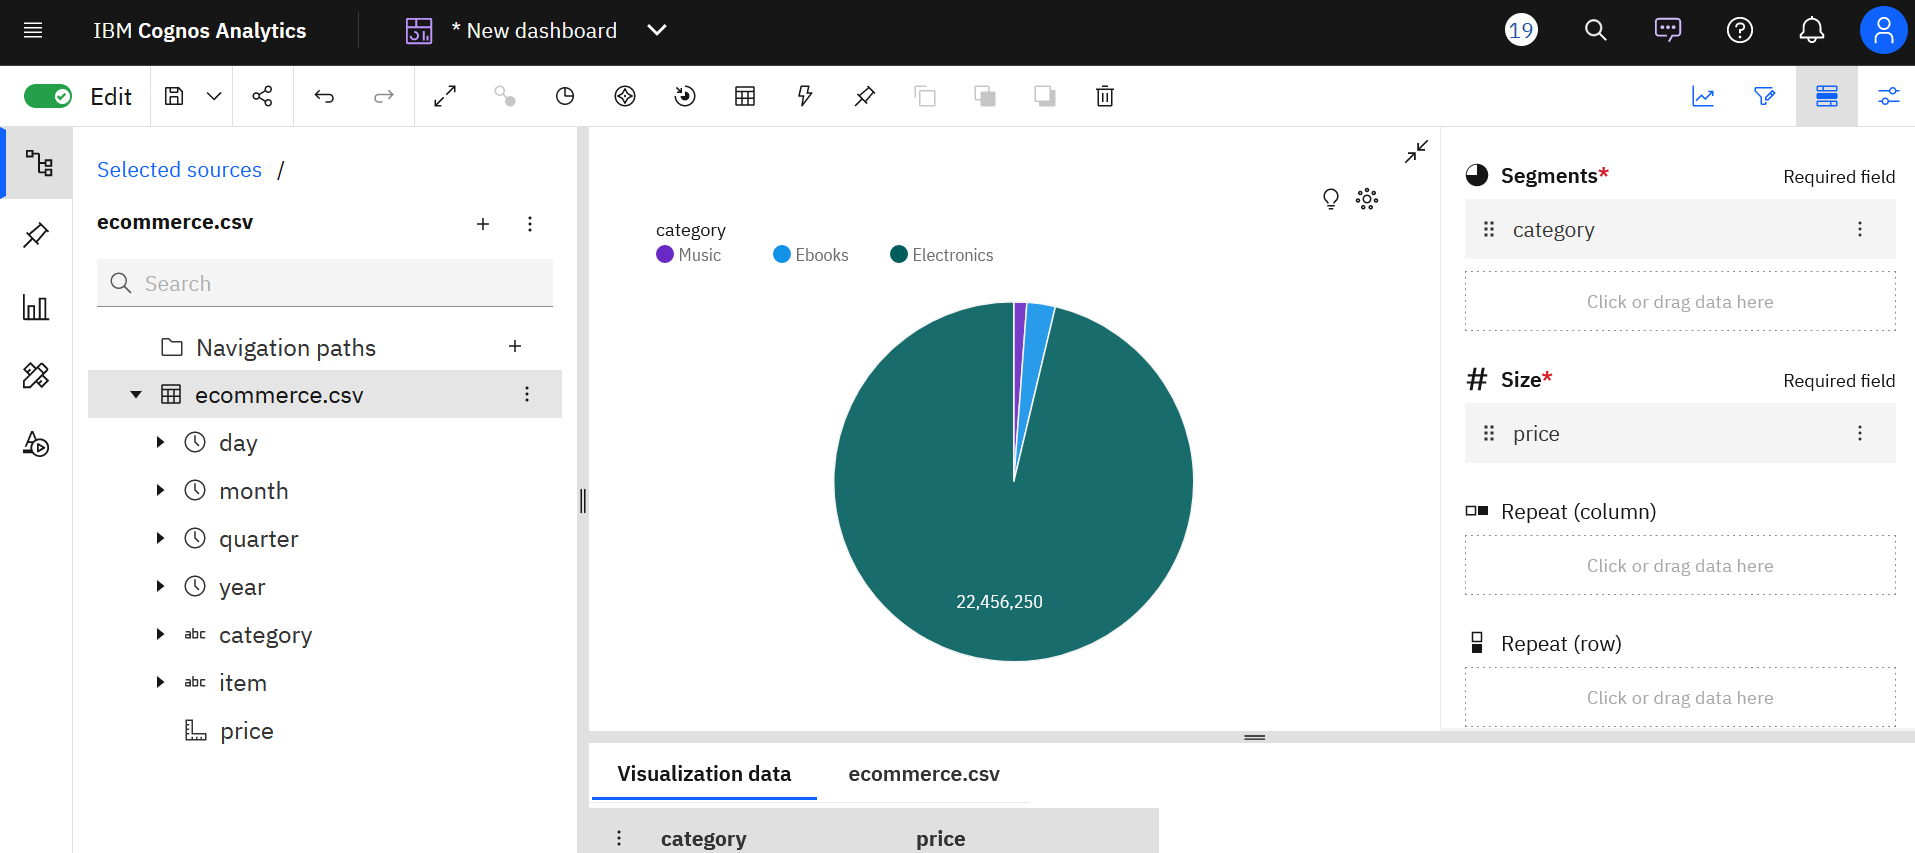 IBM Cognos Analytics
* New dashboard
19
Edit
Selected sources /
ecommerce.csv
Search
Navigation paths
ecommerce.csv
day
month
quarter
year
abc category
abc item
price
category
Music Ebooks Electronics
22,456,250
Segments* Required field
category
Click or drag data here
Size* Required field
price
Repeat (column)
Click or drag data here
Repeat (row)
Click or drag data here
Visualization data ecommerce.csv
category price